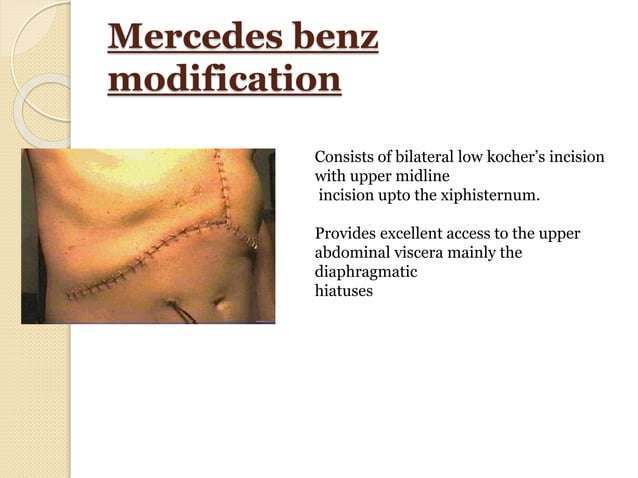 Mercedes benz
modification
Consists of bilateral low kocher's incision
with upper midline
incision upto the xiphisternum.
Provides excellent access to the upper
abdominal viscera mainly the
diaphragmatic
hiatuses